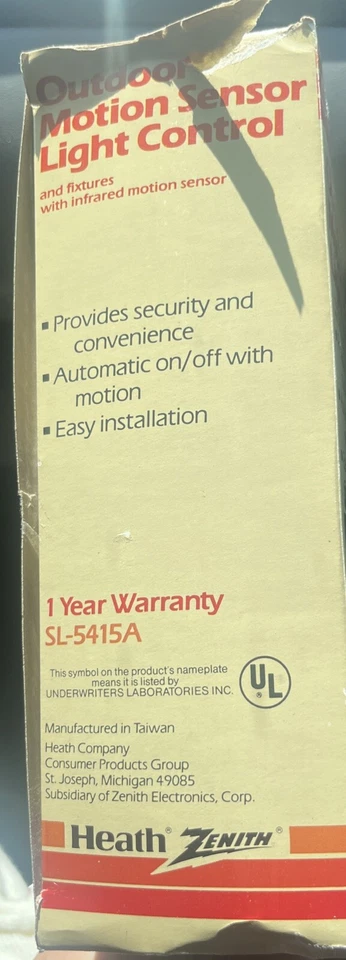 Outdoor
Motion Sensor
Light Control
and fixtures
with infrared motion sensor
▪ Provides security and
convenience
▪ Automatic on/off with
motion
▪ Easy installation
1 Year Warranty
SL-5415A
This symbol on the product's nameplate
means it is listed by
UNDERWRITERS LABORATORIES INC.
UL®
Manufactured in Taiwan
Heath Company
Consumer Products Group
St. Joseph, Michigan 49085
Subsidiary of Zenith Electronics, Corp.
Heath® ZENITH®